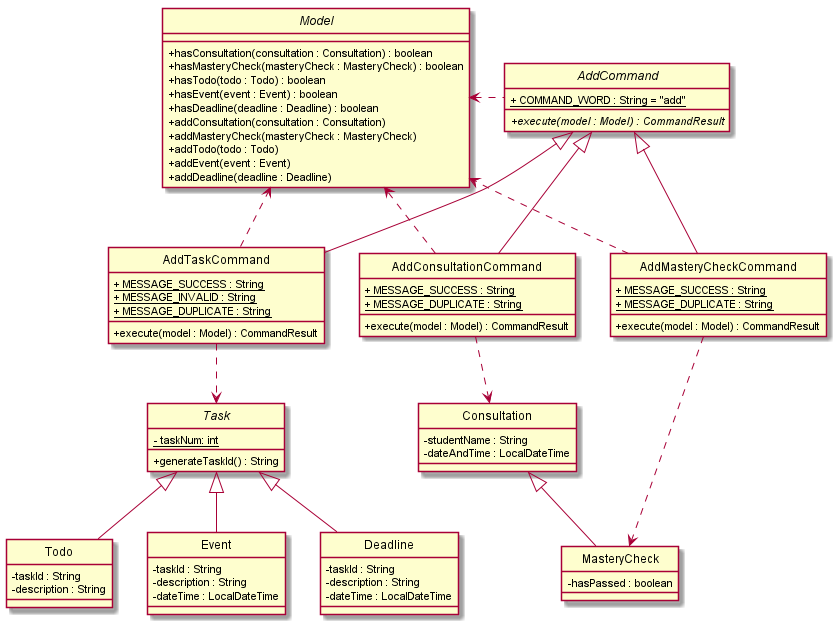 Model
+hasConsultation(consultation : Consultation) : boolean
+hasMasteryCheck(masteryCheck : MasteryCheck) : boolean
+hasTodo(todo : Todo) : boolean
+hasEvent(event : Event) : boolean
+hasDeadline(deadline : Deadline) : boolean
+addConsultation(consultation : Consultation)
+addMasteryCheck(masteryCheck : MasteryCheck)
+addTodo(todo : Todo)
+addEvent(event : Event)
+addDeadline(deadline : Deadline)
AddCommand
+ COMMAND_WORD : String = "add"
+execute(model : Model) : CommandResult
AddTaskCommand
+ MESSAGE_SUCCESS : String
+ MESSAGE_INVALID : String
+ MESSAGE_DUPLICATE : String
+execute(model : Model) : CommandResult
AddConsultationCommand
+ MESSAGE_SUCCESS : String
+ MESSAGE_DUPLICATE : String
+execute(model : Model) : CommandResult
AddMasteryCheckCommand
+ MESSAGE_SUCCESS : String
+ MESSAGE_DUPLICATE : String
+execute(model : Model) : CommandResult
Task
- taskNum: int
+generateTaskId() : String
Consultation
-studentName : String
-dateAndTime : LocalDateTime
Todo
-taskId : String
-description : String
Event
-taskId : String
-description : String
-dateTime : LocalDateTime
Deadline
-taskId : String
-description : String
-dateTime : LocalDateTime
MasteryCheck
-hasPassed : boolean